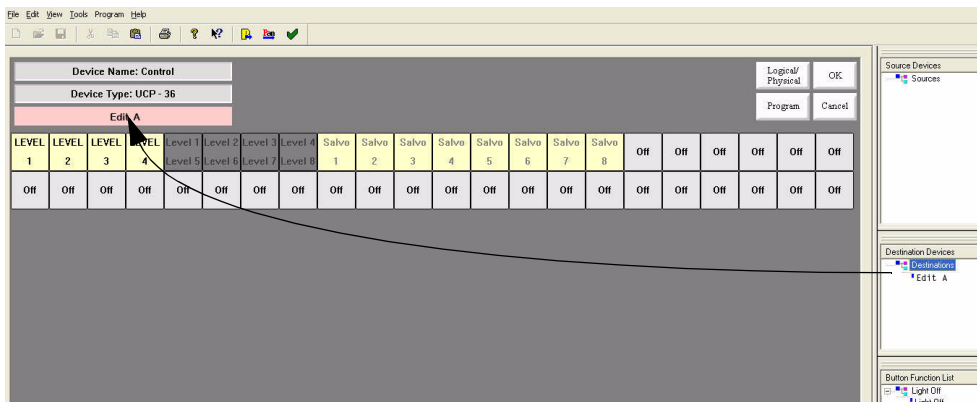 File Edit View Tools Program Help
Device Name: Control
Device Type: UCP - 36
Edit A
Logical/
Physical
OK
Program
Cancel
LEVEL LEVEL LEVEL LEVEL Level 1 Level 2 Level 3 Level 4 Salvo Salvo Salvo Salvo Salvo Salvo Salvo Salvo Off Off Off Off Off Off
1 2 3 4 Level 5 Level 6 Level 7 Level 8 1 2 3 4 5 6 7 8
Off Off Off Off Off Off Off Off Off Off Off Off Off Off Off Off Off Off Off Off Off Off
Source Devices
Sources
Destination Devices
Destinations
Edit A
Button Function List
Light Off
Light Off